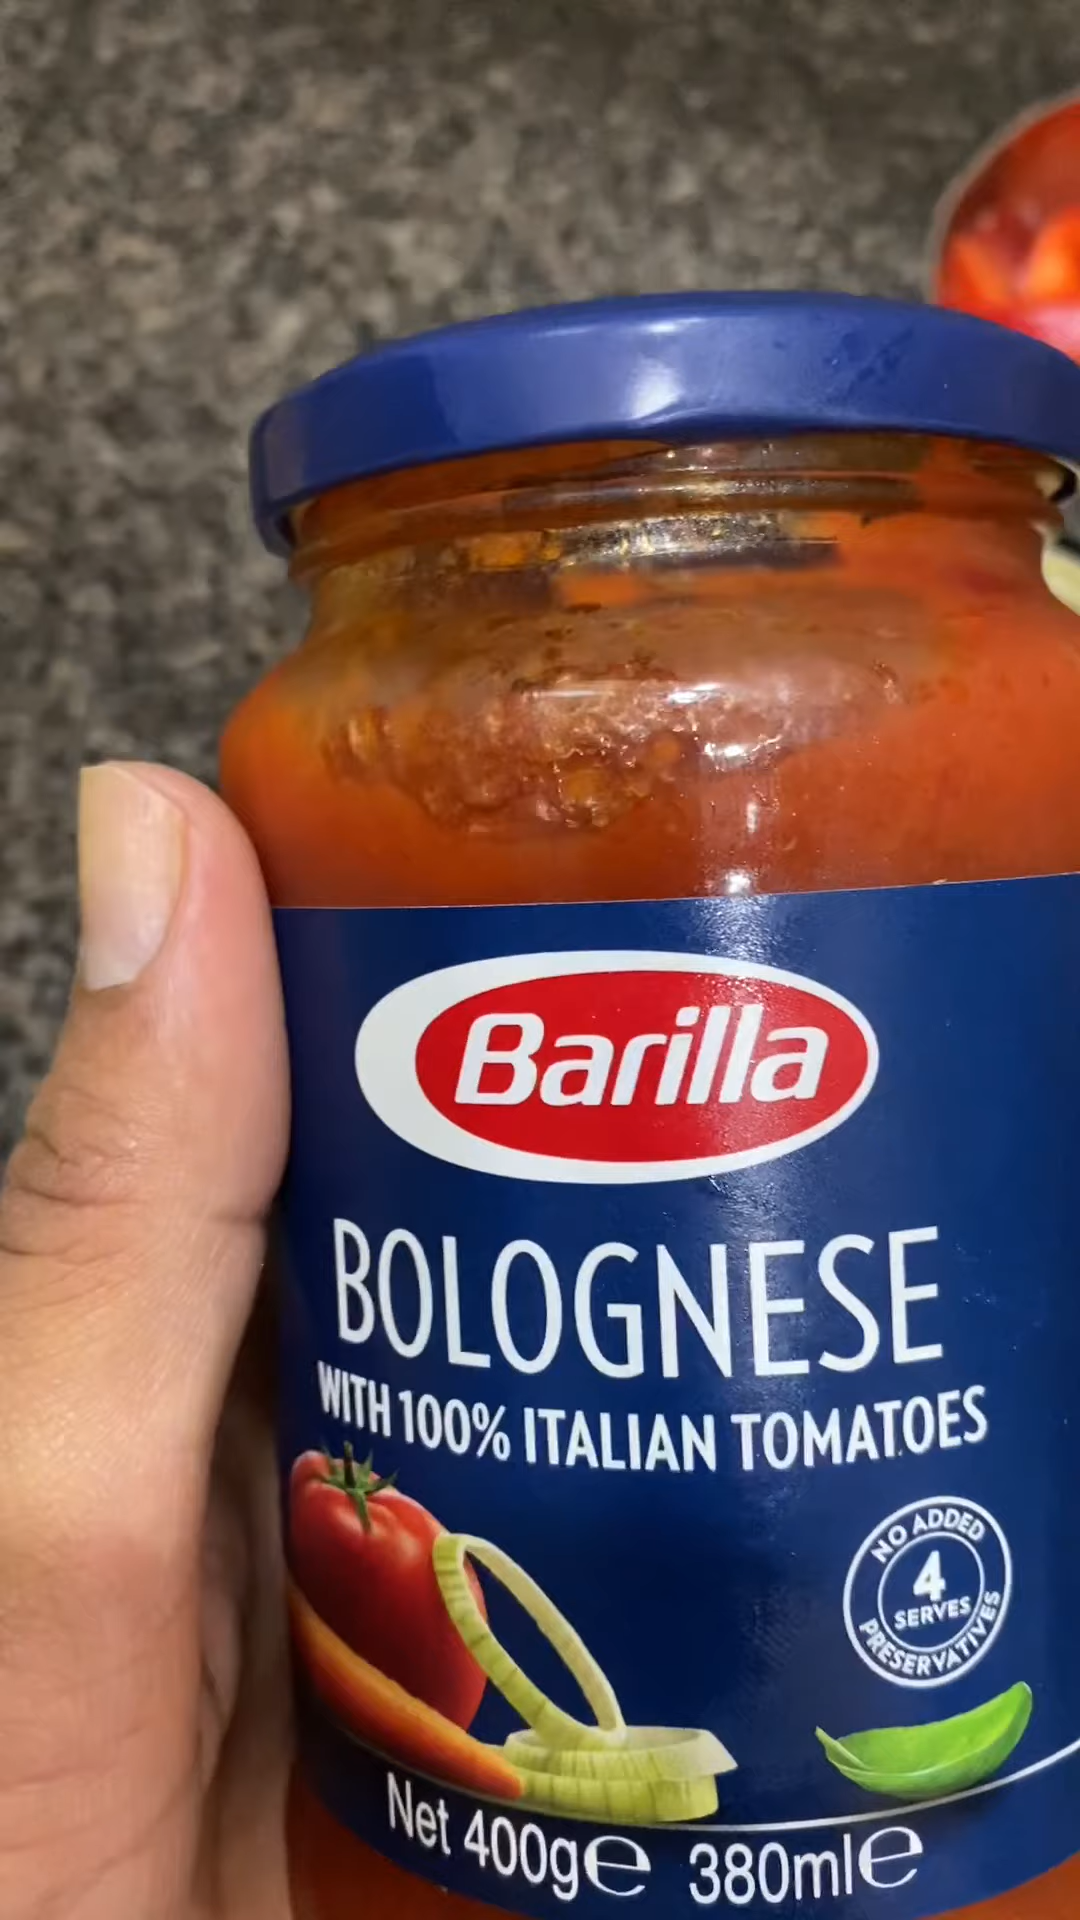 Barilla
BOLOGNESE
WITH 100% ITALIAN TOMATOES
NO ADDED
4
SERVES
PRESERVATIVES
Net 400g℮ 380ml℮